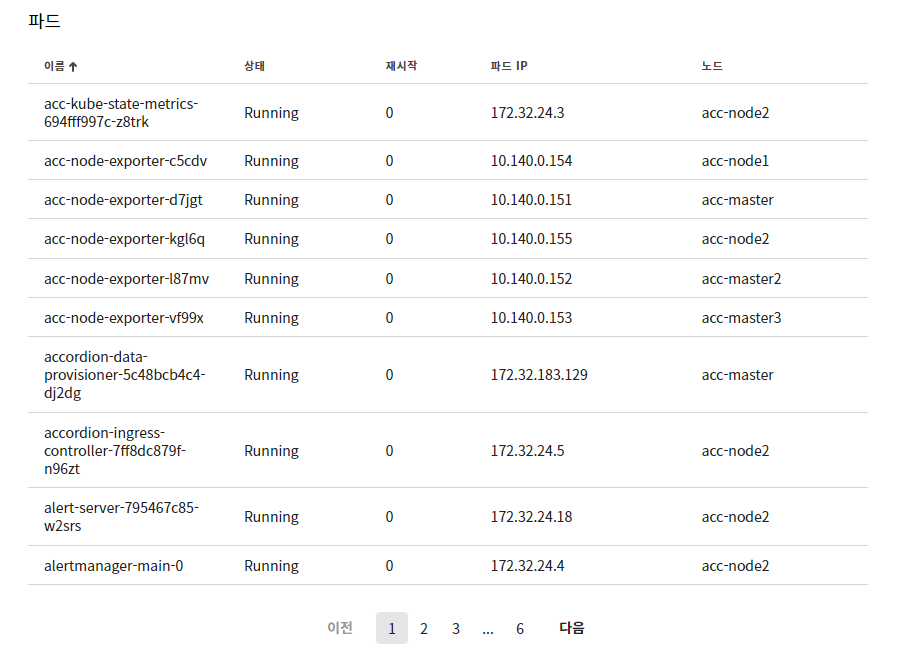 파드
이름 ↑ 상태 재시작 파드 IP 노드
acc-kube-state-metrics-
694fff997c-z8trk Running 0 172.32.24.3 acc-node2
acc-node-exporter-c5cdv Running 0 10.140.0.154 acc-node1
acc-node-exporter-d7jgt Running 0 10.140.0.151 acc-master
acc-node-exporter-kgl6q Running 0 10.140.0.155 acc-node2
acc-node-exporter-l87mv Running 0 10.140.0.152 acc-master2
acc-node-exporter-vf99x Running 0 10.140.0.153 acc-master3
accordion-data-
provisioner-5c48bcb4c4- Running 0 172.32.183.129 acc-master
dj2dg
accordion-ingress-
controller-7ff8dc879f- Running 0 172.32.24.5 acc-node2
n96zt
alert-server-795467c85-
w2srs Running 0 172.32.24.18 acc-node2
alertmanager-main-0 Running 0 172.32.24.4 acc-node2
이전 1 2 3 ... 6 다음